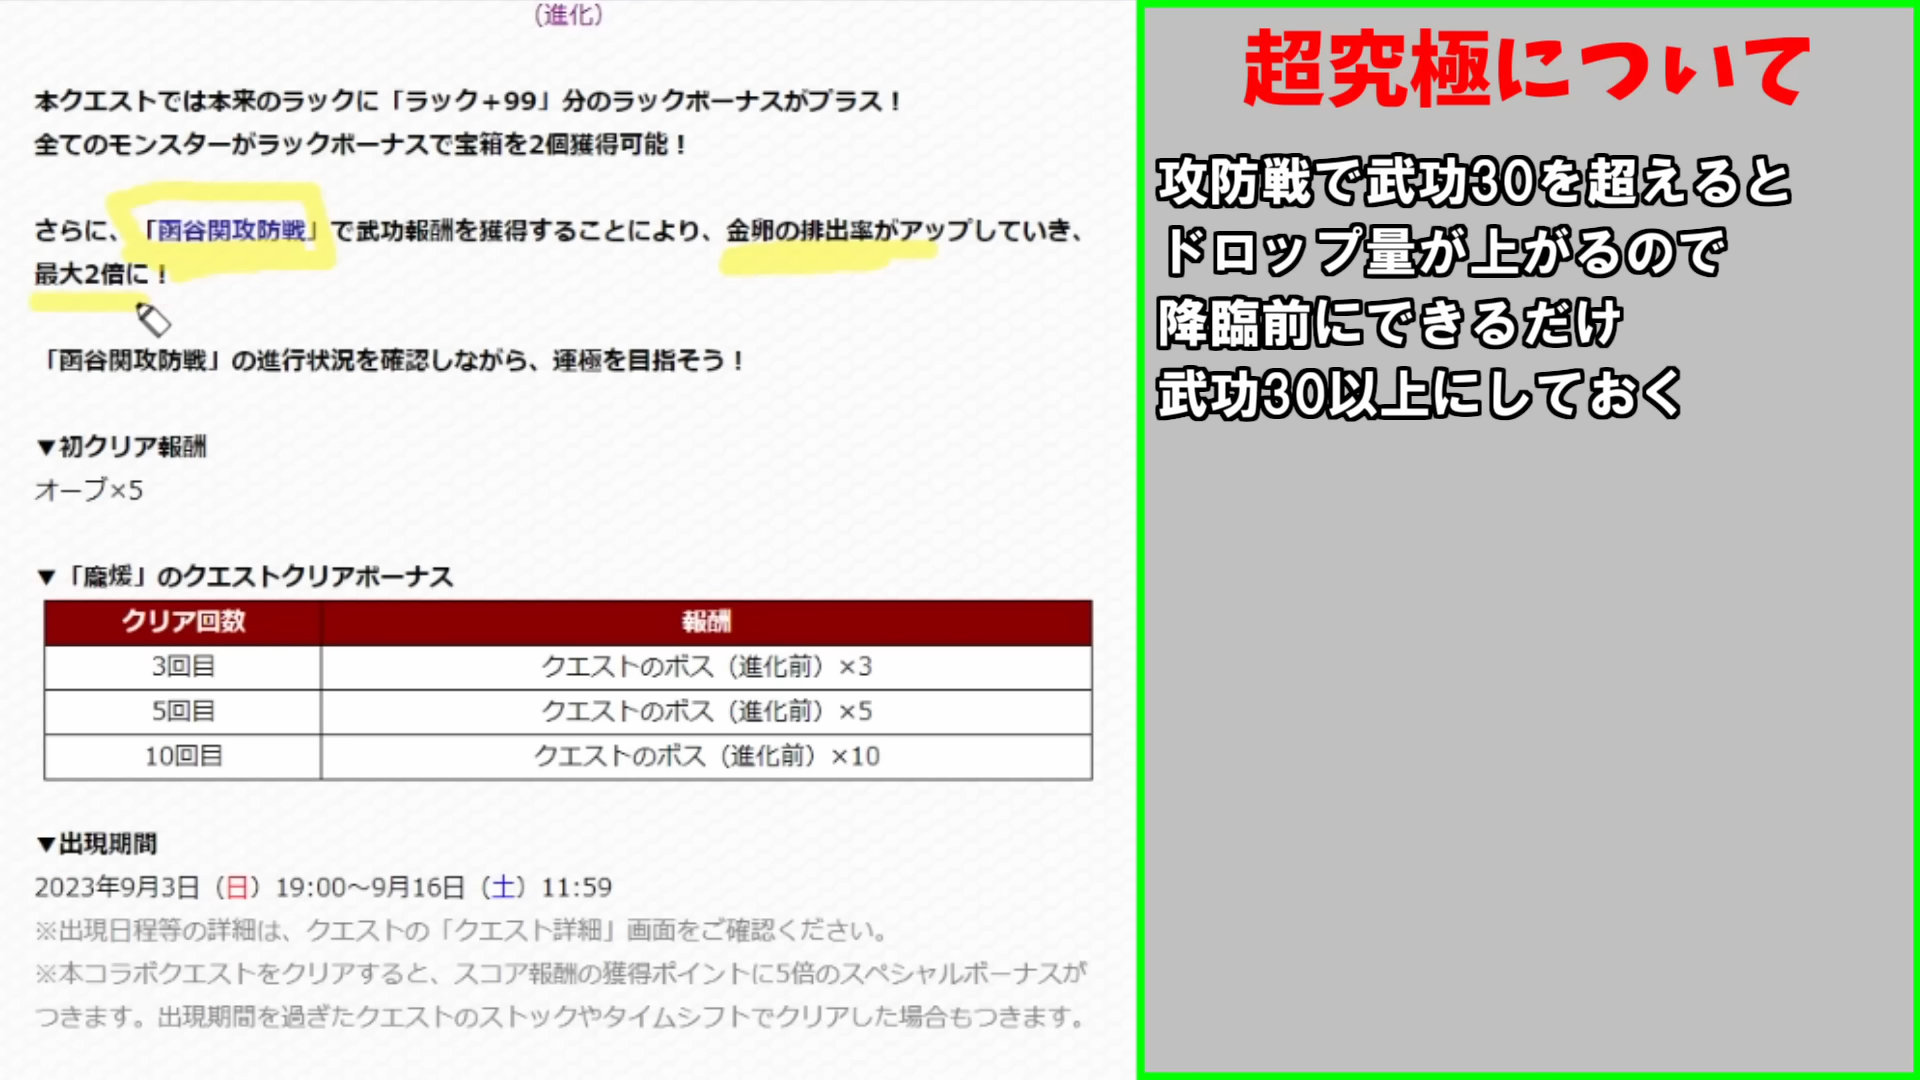 （進化）
本クエストでは本来のラックに「ラック＋99」分のラックボーナスがプラス！
全てのモンスターがラックボーナスで宝箱を2個獲得可能！
さらに、「函谷関攻防戦」で武功報酬を獲得することにより、金卵の排出率がアップしていき、
最大2倍に！
「函谷関攻防戦」の進行状況を確認しながら、運極を目指そう！
▼初クリア報酬
オーブ×5
▼「龐煖」のクエストクリアボーナス
クリア回数 報酬
3回目 クエストのボス（進化前）×3
5回目 クエストのボス（進化前）×5
10回目 クエストのボス（進化前）×10
▼出現期間
2023年9月3日（日）19:00～9月16日（土）11:59
※出現日程等の詳細は、クエストの「クエスト詳細」画面をご確認ください。
※本コラボクエストをクリアすると、スコア報酬の獲得ポイントに5倍のスペシャルボーナスが
つきます。出現期間を過ぎたクエストのストックやタイムシフトでクリアした場合もつきます。
超究極について
攻防戦で武功30を超えると
ドロップ量が上がるので
降臨前にできるだけ
武功30以上にしておく